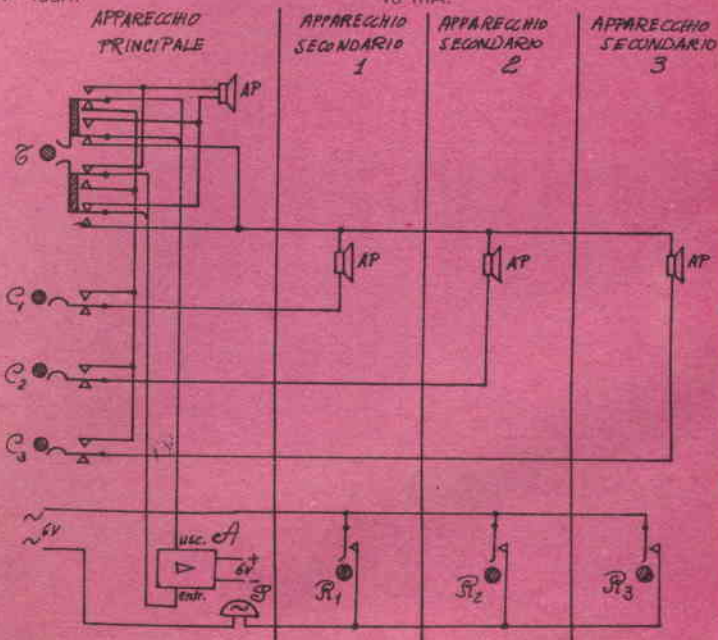 APPARECCHIO PRINCIPALE
APPARECCHIO SECONDARIO 1
APPARECCHIO SECONDARIO 2
APPARECCHIO SECUNDARIO 3
AP
T
AP
AP
AP
C1
C2
C3
~
~ 6V
usc. A
6V + -
entr.
S
R1
R2
R3